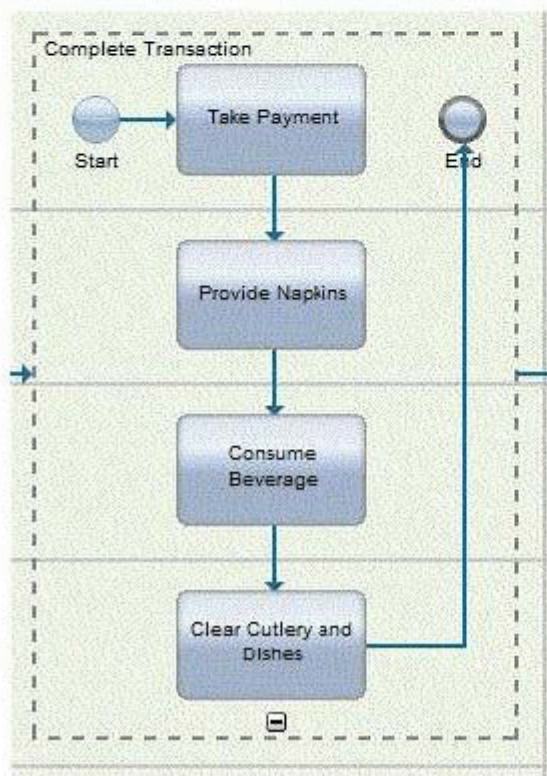 Complete Transaction
Take Payment
Start
End
Provide Napkins
Consume
Beverage
Clear Cutlery and
Dishes